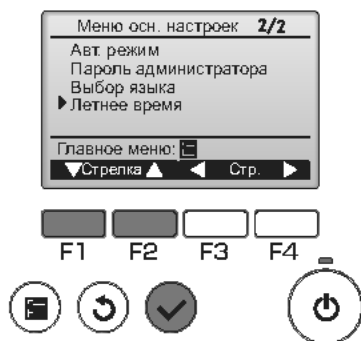 Меню осн. настроек 2/2
Авт. режим
Пароль администратора
Выбор языка
▶Летнее время
Главное меню:
▼Стрелка▲ ◀ Стр. ▶
F1 F2 F3 F4